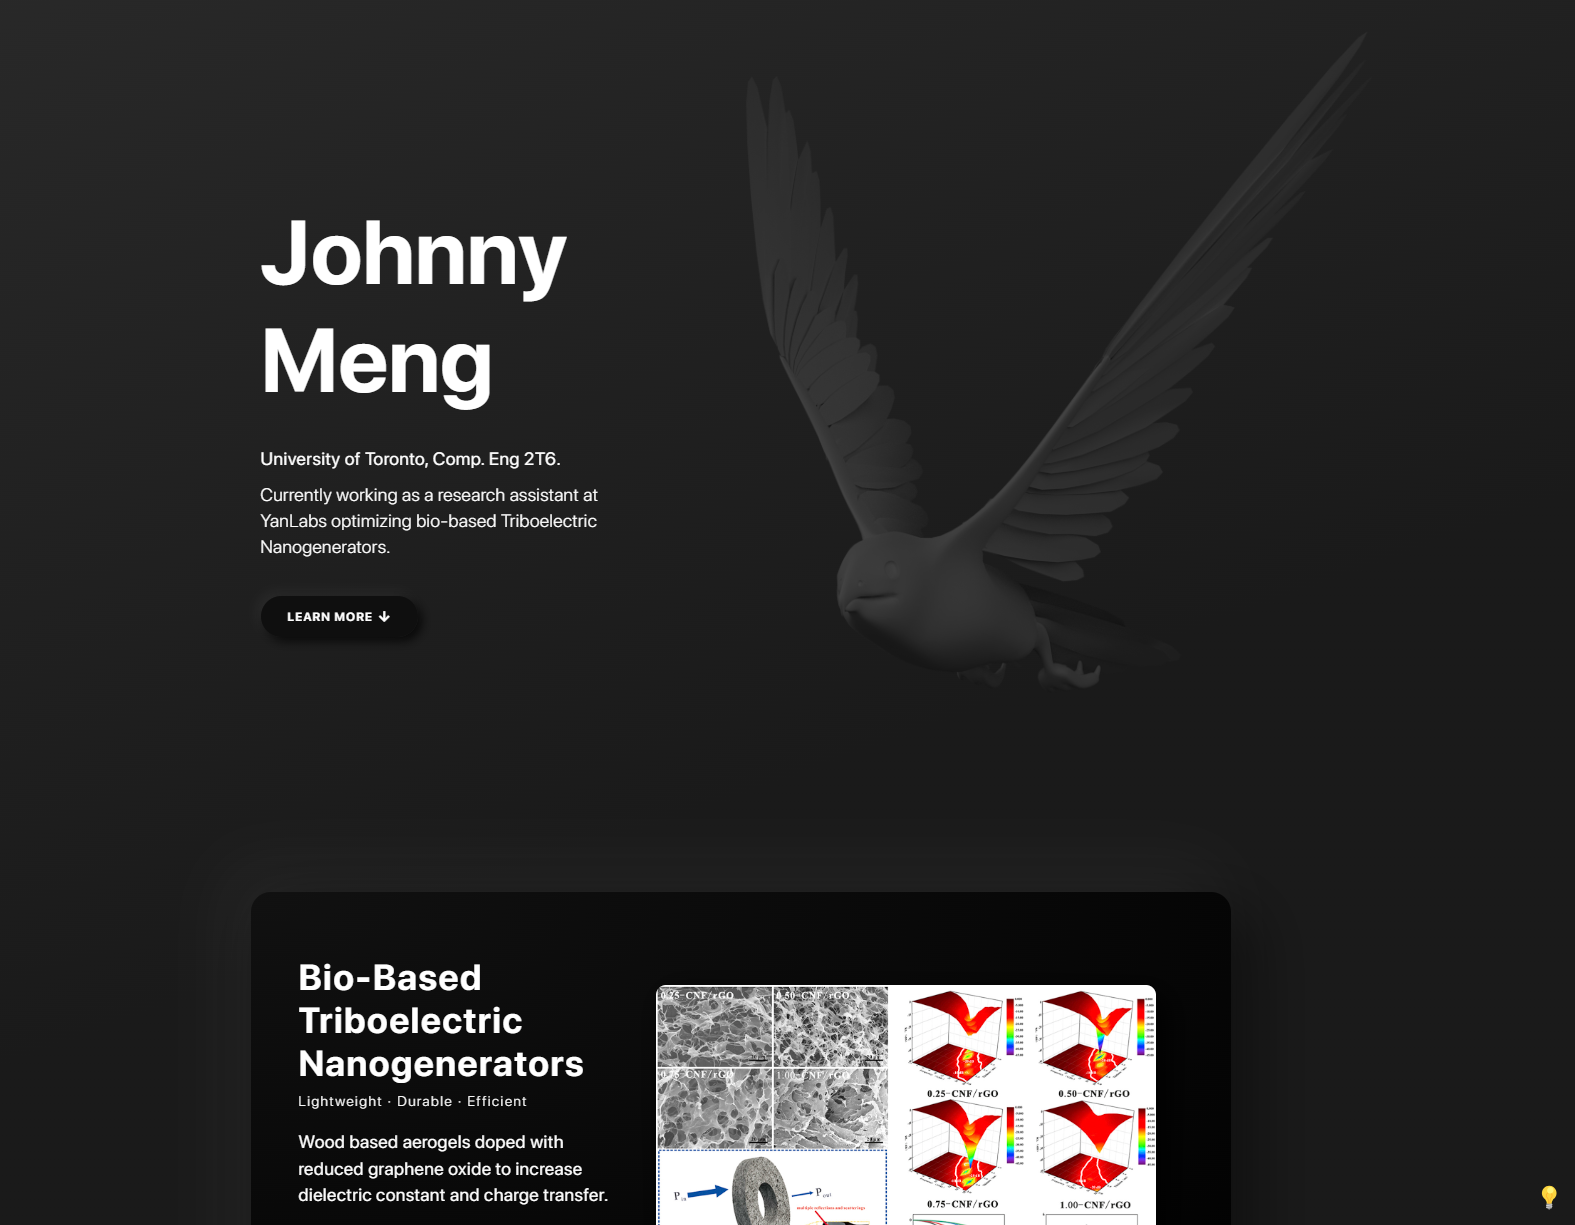 Johnny
Meng
University of Toronto, Comp. Eng 2T6.
Currently working as a research assistant at
YanLabs optimizing bio-based Triboelectric
Nanogenerators.
LEARN MORE ↓
Bio-Based
Triboelectric
Nanogenerators
Lightweight · Durable · Efficient
Wood based aerogels doped with
reduced graphene oxide to increase
dielectric constant and charge transfer.
0.25-CNF/rGO
0.50-CNF/rGO
0.75-CNF/rGO
1.00-CNF/rGO
0.25-CNF/rGO
0.50-CNF/rGO
0.75-CNF/rGO
1.00-CNF/rGO
multiple reflections and scatterings